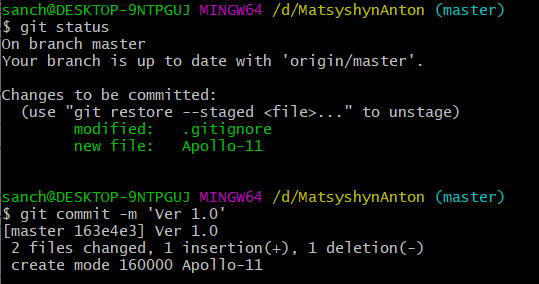 sanch@DESKTOP-9NTPGUJ MINGW64 /d/MatsyshynAnton (master)
$ git status
On branch master
Your branch is up to date with 'origin/master'.
Changes to be committed:
  (use "git restore --staged <file>..." to unstage)
        modified:   .gitignore
        new file:   Apollo-11
sanch@DESKTOP-9NTPGUJ MINGW64 /d/MatsyshynAnton (master)
$ git commit -m 'Ver 1.0'
[master 163e4e3] Ver 1.0
 2 files changed, 1 insertion(+), 1 deletion(-)
 create mode 160000 Apollo-11